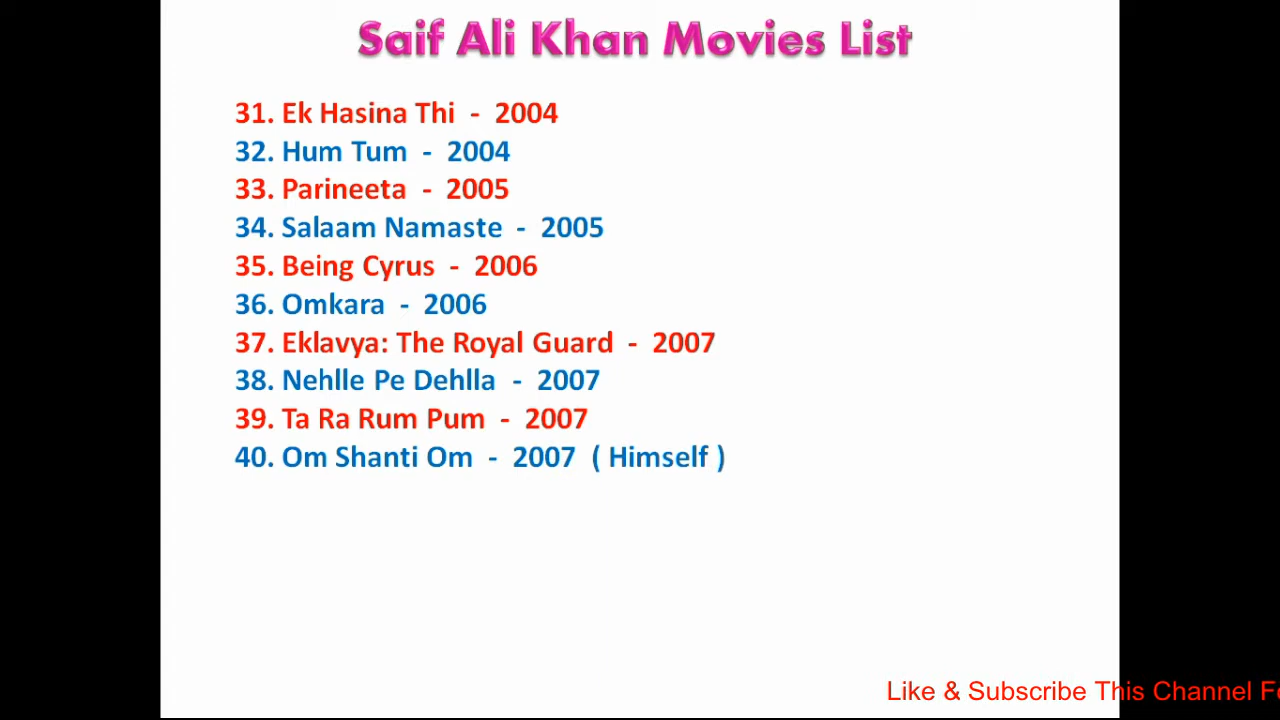 Saif Ali Khan Movies List
31. Ek Hasina Thi - 2004
32. Hum Tum - 2004
33. Parineeta - 2005
34. Salaam Namaste - 2005
35. Being Cyrus - 2006
36. Omkara - 2006
37. Eklavya: The Royal Guard - 2007
38. Nehlle Pe Dehlla - 2007
39. Ta Ra Rum Pum - 2007
40. Om Shanti Om - 2007 ( Himself )
Like & Subscribe This Channel